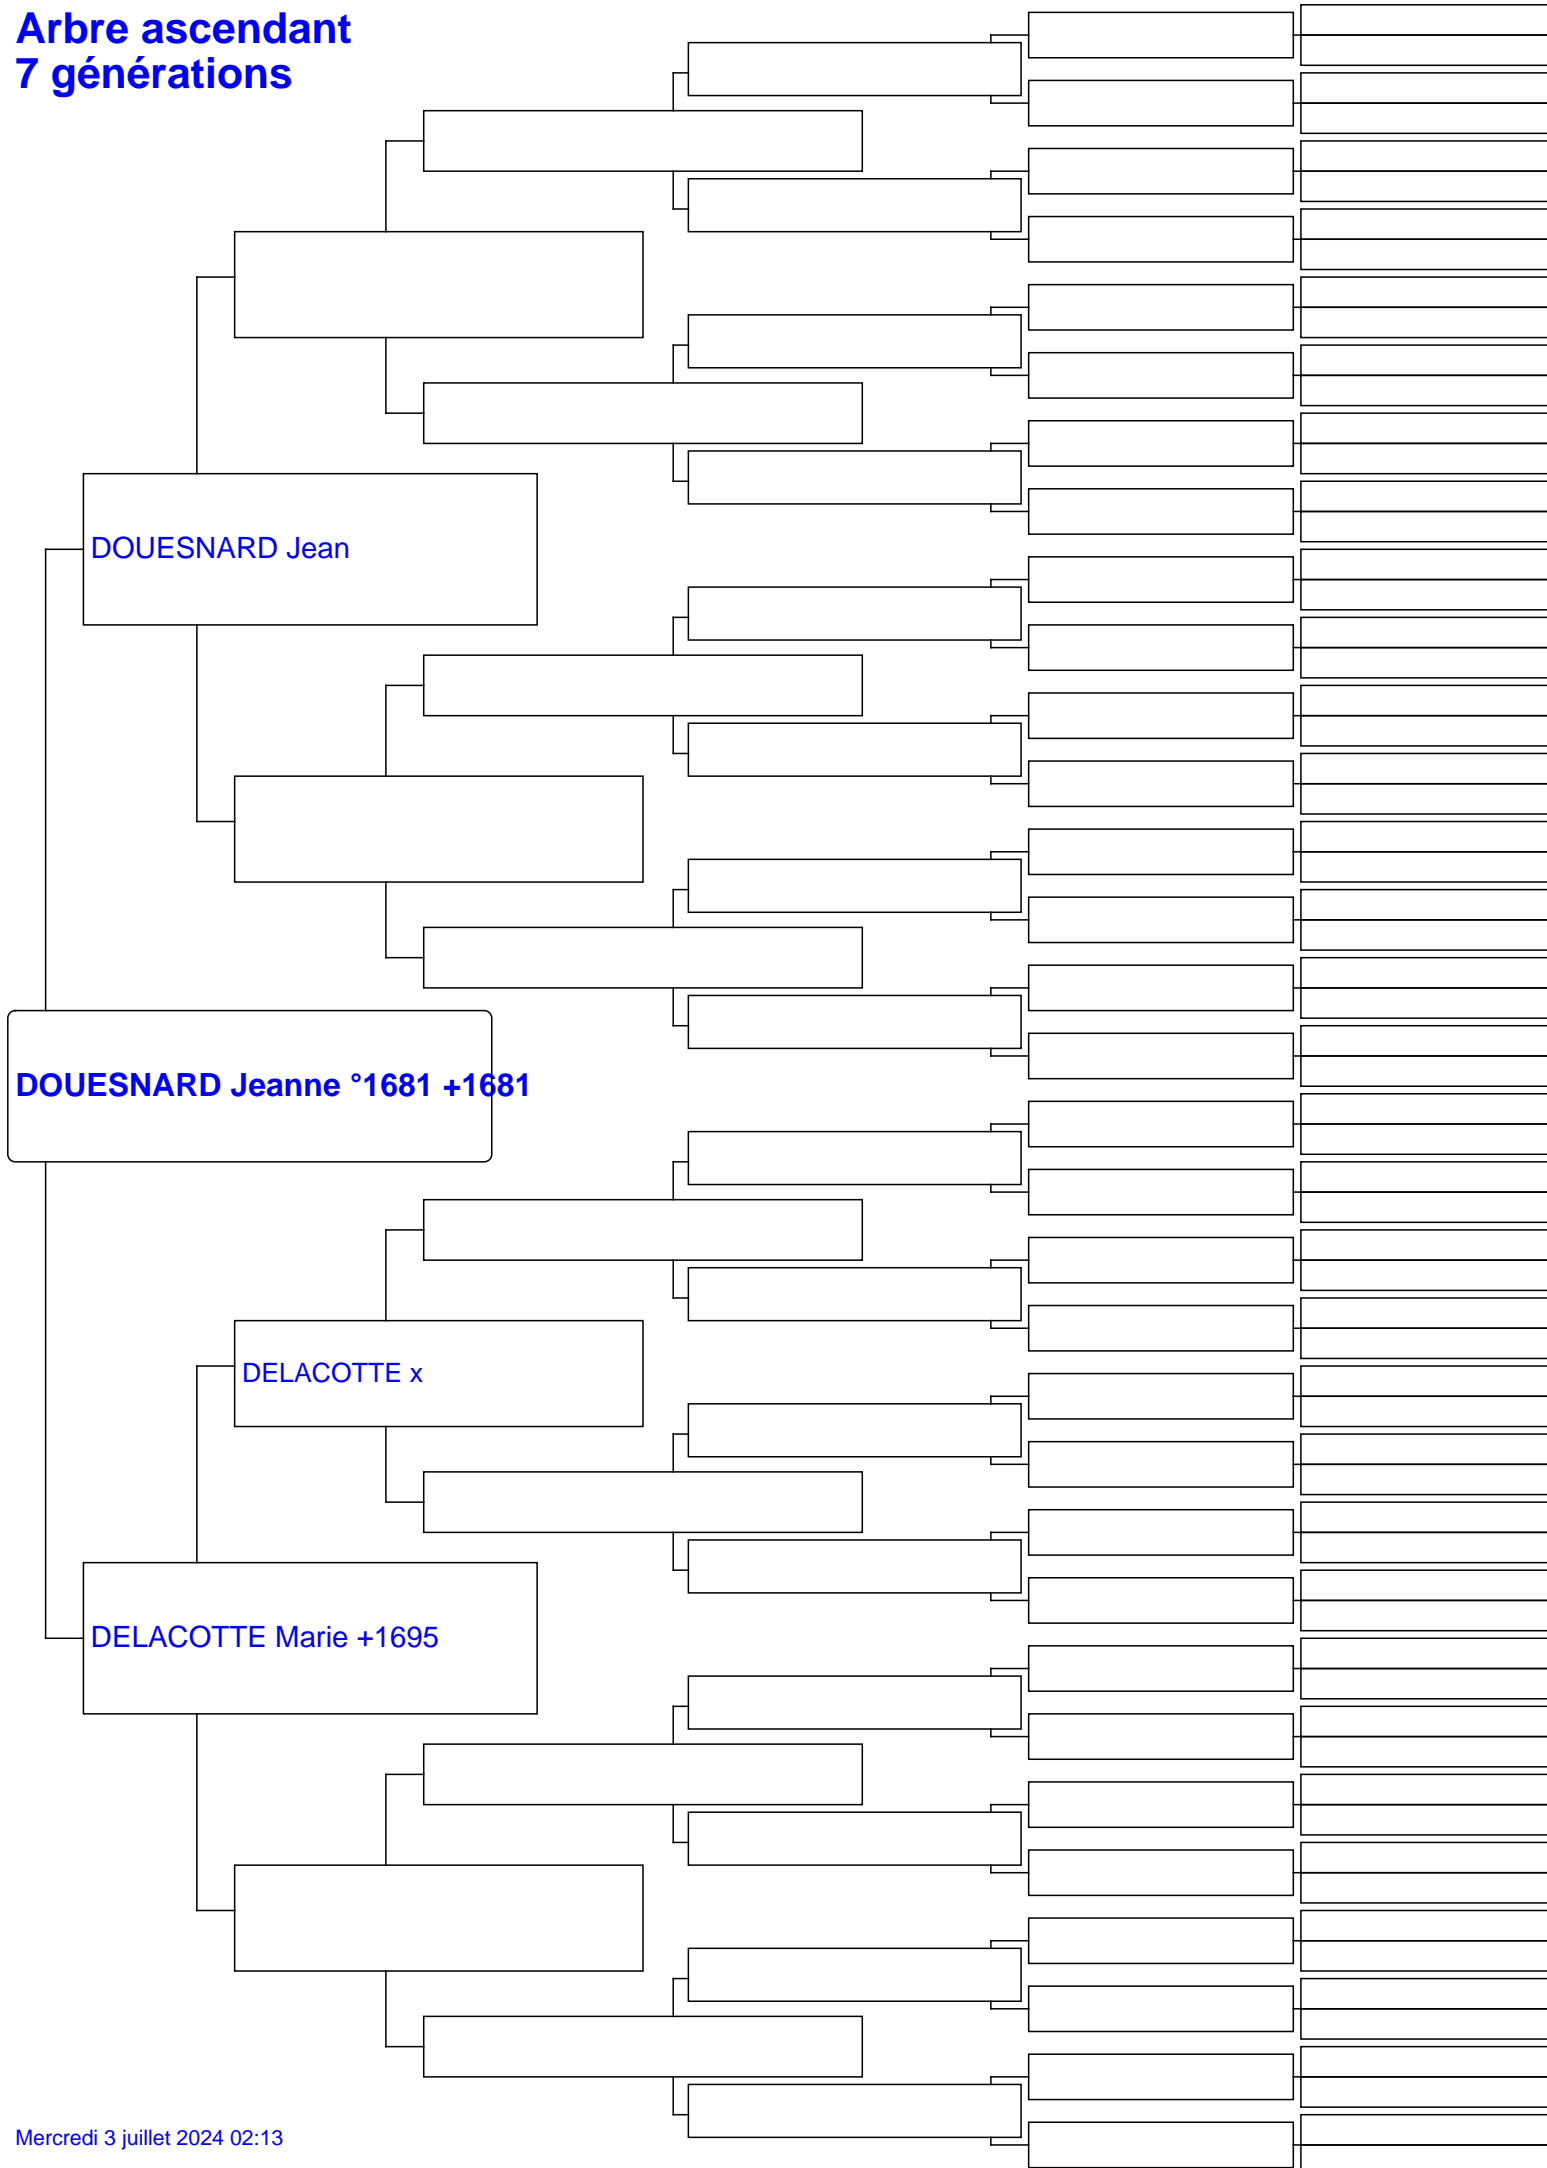 Arbre ascendant
7 générations
DOUESNARD Jean
DOUESNARD Jeanne °1681 +1681
DELACOTTE x
DELACOTTE Marie +1695
Mercredi 3 juillet 2024 02:13